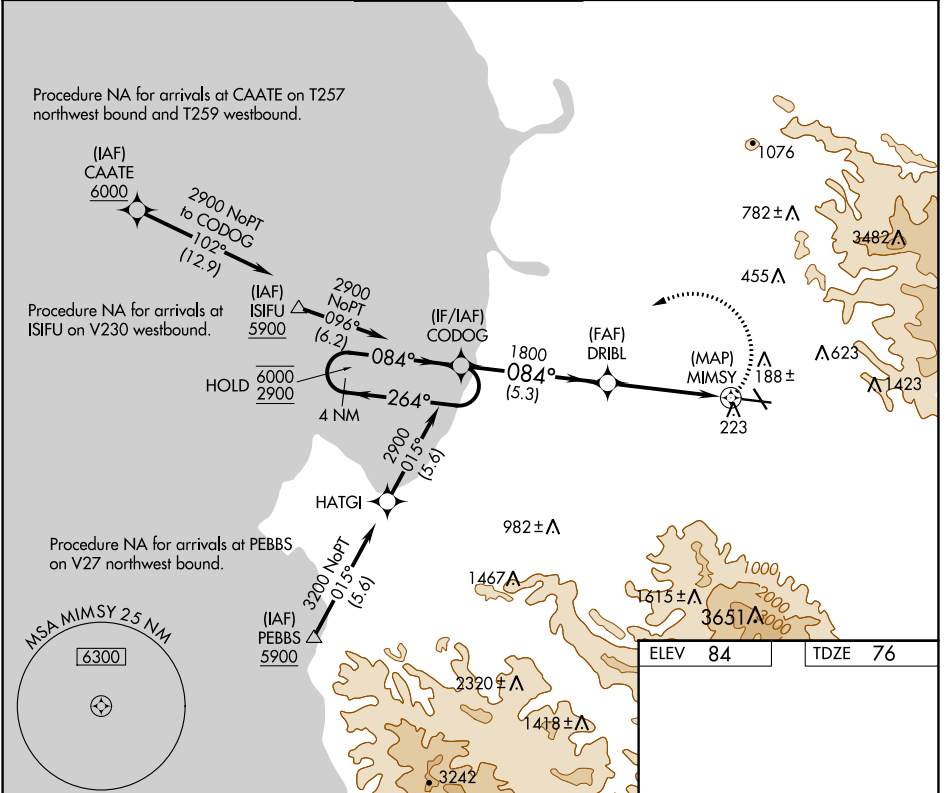 Procedure NA for arrivals at CAATE on T257
northwest bound and T259 westbound.
(IAF)
CAATE
6000
2900 NoPT
to CODOG
102°
(12.9)
1076
782±
3482
455
Procedure NA for arrivals at
ISIFU on V230 westbound.
(IAF)
ISIFU
5900
2900
NoPT
096°
(6.2)
(IF/IAF)
CODOG
084°
HOLD
6000
2900
4 NM
264°
1800
084°
(5.3)
(FAF)
DRIBL
(MAP)
MIMSY
188±
223
623
1423
2900
015°
(5.6)
HATGI
Procedure NA for arrivals at PEBBS
on V27 northwest bound.
3200 NoPT
015°
(5.6)
(IAF)
PEBBS
5900
982±
1467
1615±
3651
1000
2000
3000
MSA MIMSY 25 NM
6300
2320±
1418±
3242
ELEV 84
TDZE 76